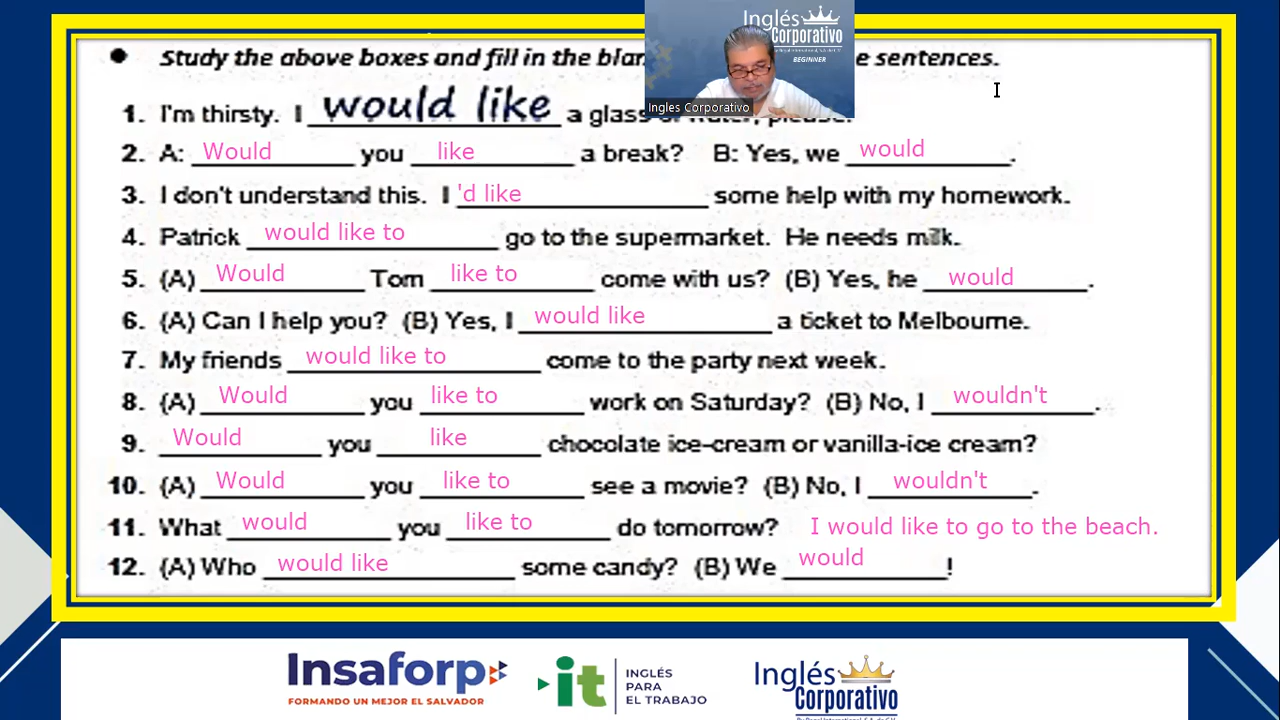 Study the above boxes and fill in the sentences.
1. I'm thirsty. I would like a glass of water, please.
2. A: Would you like a break? B: Yes, we would.
3. I don't understand this. I 'd like some help with my homework.
4. Patrick would like to go to the supermarket. He needs milk.
5. (A) Would Tom like to come with us? (B) Yes, he would.
6. (A) Can I help you? (B) Yes, I would like a ticket to Melbourne.
7. My friends would like to come to the party next week.
8. (A) Would you like to work on Saturday? (B) No, I wouldn't.
9. Would you like chocolate ice-cream or vanilla-ice cream?
10. (A) Would you like to see a movie? (B) No, I wouldn't.
11. What would you like to do tomorrow? I would like to go to the beach.
12. (A) Who would like some candy? (B) We would!
Inglés
Corporativo
BEGINNER
Ingles Corporativo
Insaforp
FORMANDO UN MEJOR EL SALVADOR
it
INGLÉS
PARA
EL TRABAJO
Inglés
Corporativo